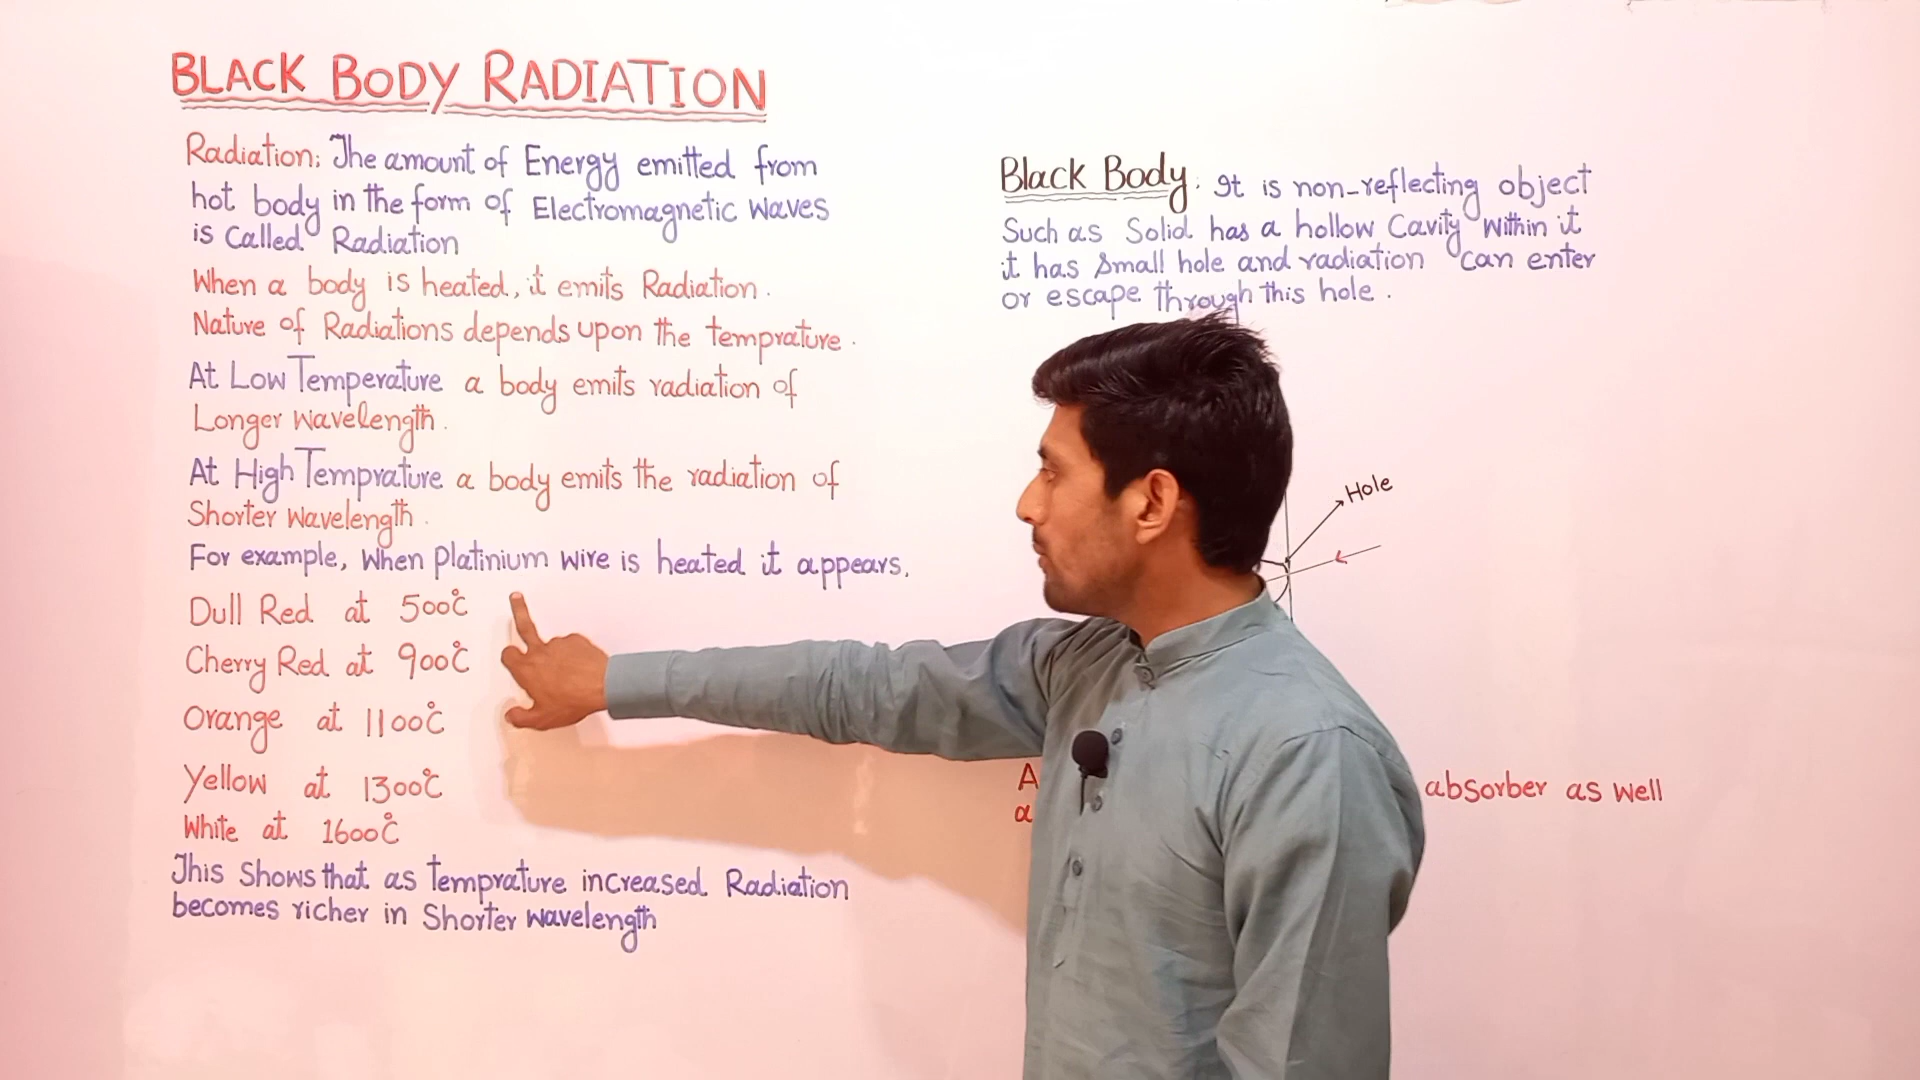 BLACK BODY RADIATION
Radiation; The amount of Energy emitted from
hot body in the form of Electromagnetic waves
is Called Radiation
When a body is heated, it emits Radiation.
Nature of Radiations depends upon the temprature.
At Low Temperature a body emits radiation of
Longer wavelength.
At High Temprature a body emits the radiation of
Shorter wavelength.
For example, when platinium wire is heated it appears,
Dull Red at 500°C
Cherry Red at 900°C
Orange at 1100°C
Yellow at 1300°C
White at 1600°C
This Shows that as temprature increased Radiation
becomes richer in Shorter wavelength
Black Body: It is non-reflecting object
Such as Solid has a hollow Cavity within it
it has small hole and radiation can enter
or escape through this hole.
Hole
A absorber as well
a